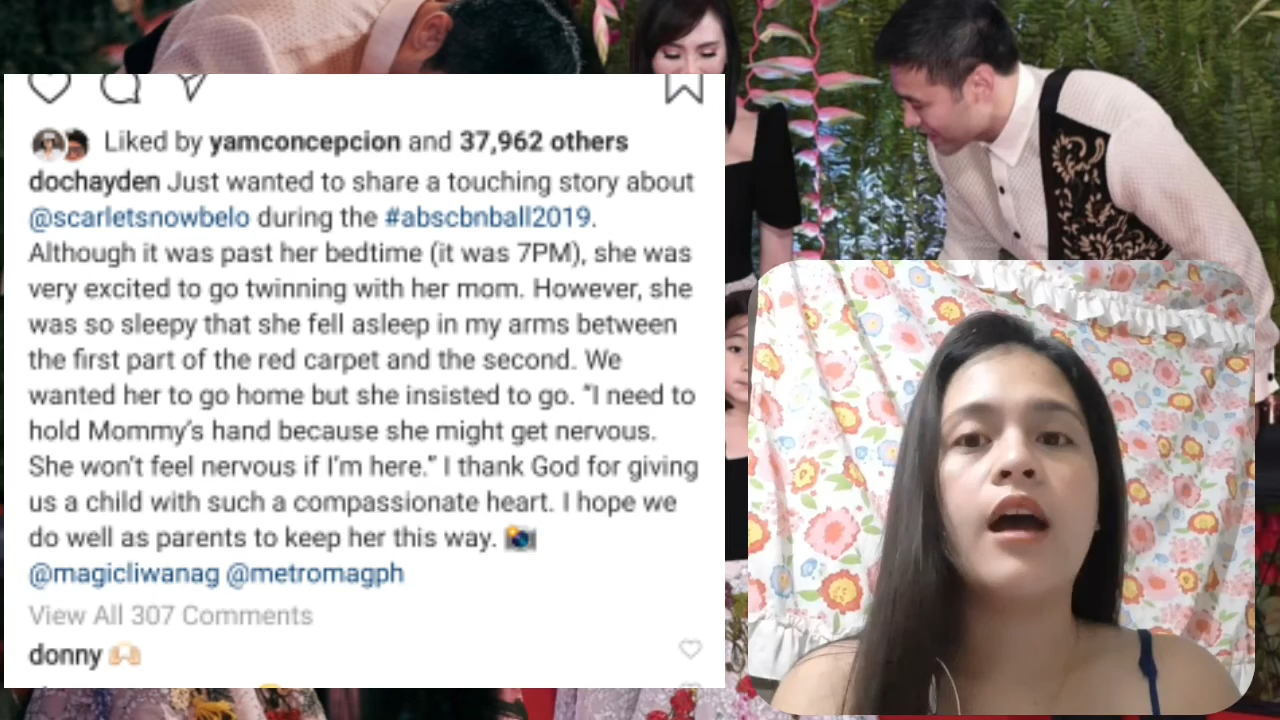 Liked by yamconcepcion and 37,962 others
dochayden Just wanted to share a touching story about
@scarletsnowbelo during the #abscbnball2019.
Although it was past her bedtime (it was 7PM), she was
very excited to go twinning with her mom. However, she
was so sleepy that she fell asleep in my arms between
the first part of the red carpet and the second. We
wanted her to go home but she insisted to go. “I need to
hold Mommy’s hand because she might get nervous.
She won’t feel nervous if I’m here.” I thank God for giving
us a child with such a compassionate heart. I hope we
do well as parents to keep her this way. 📸
@magicliwanag @metromagph
View All 307 Comments
donny 🙌🏻